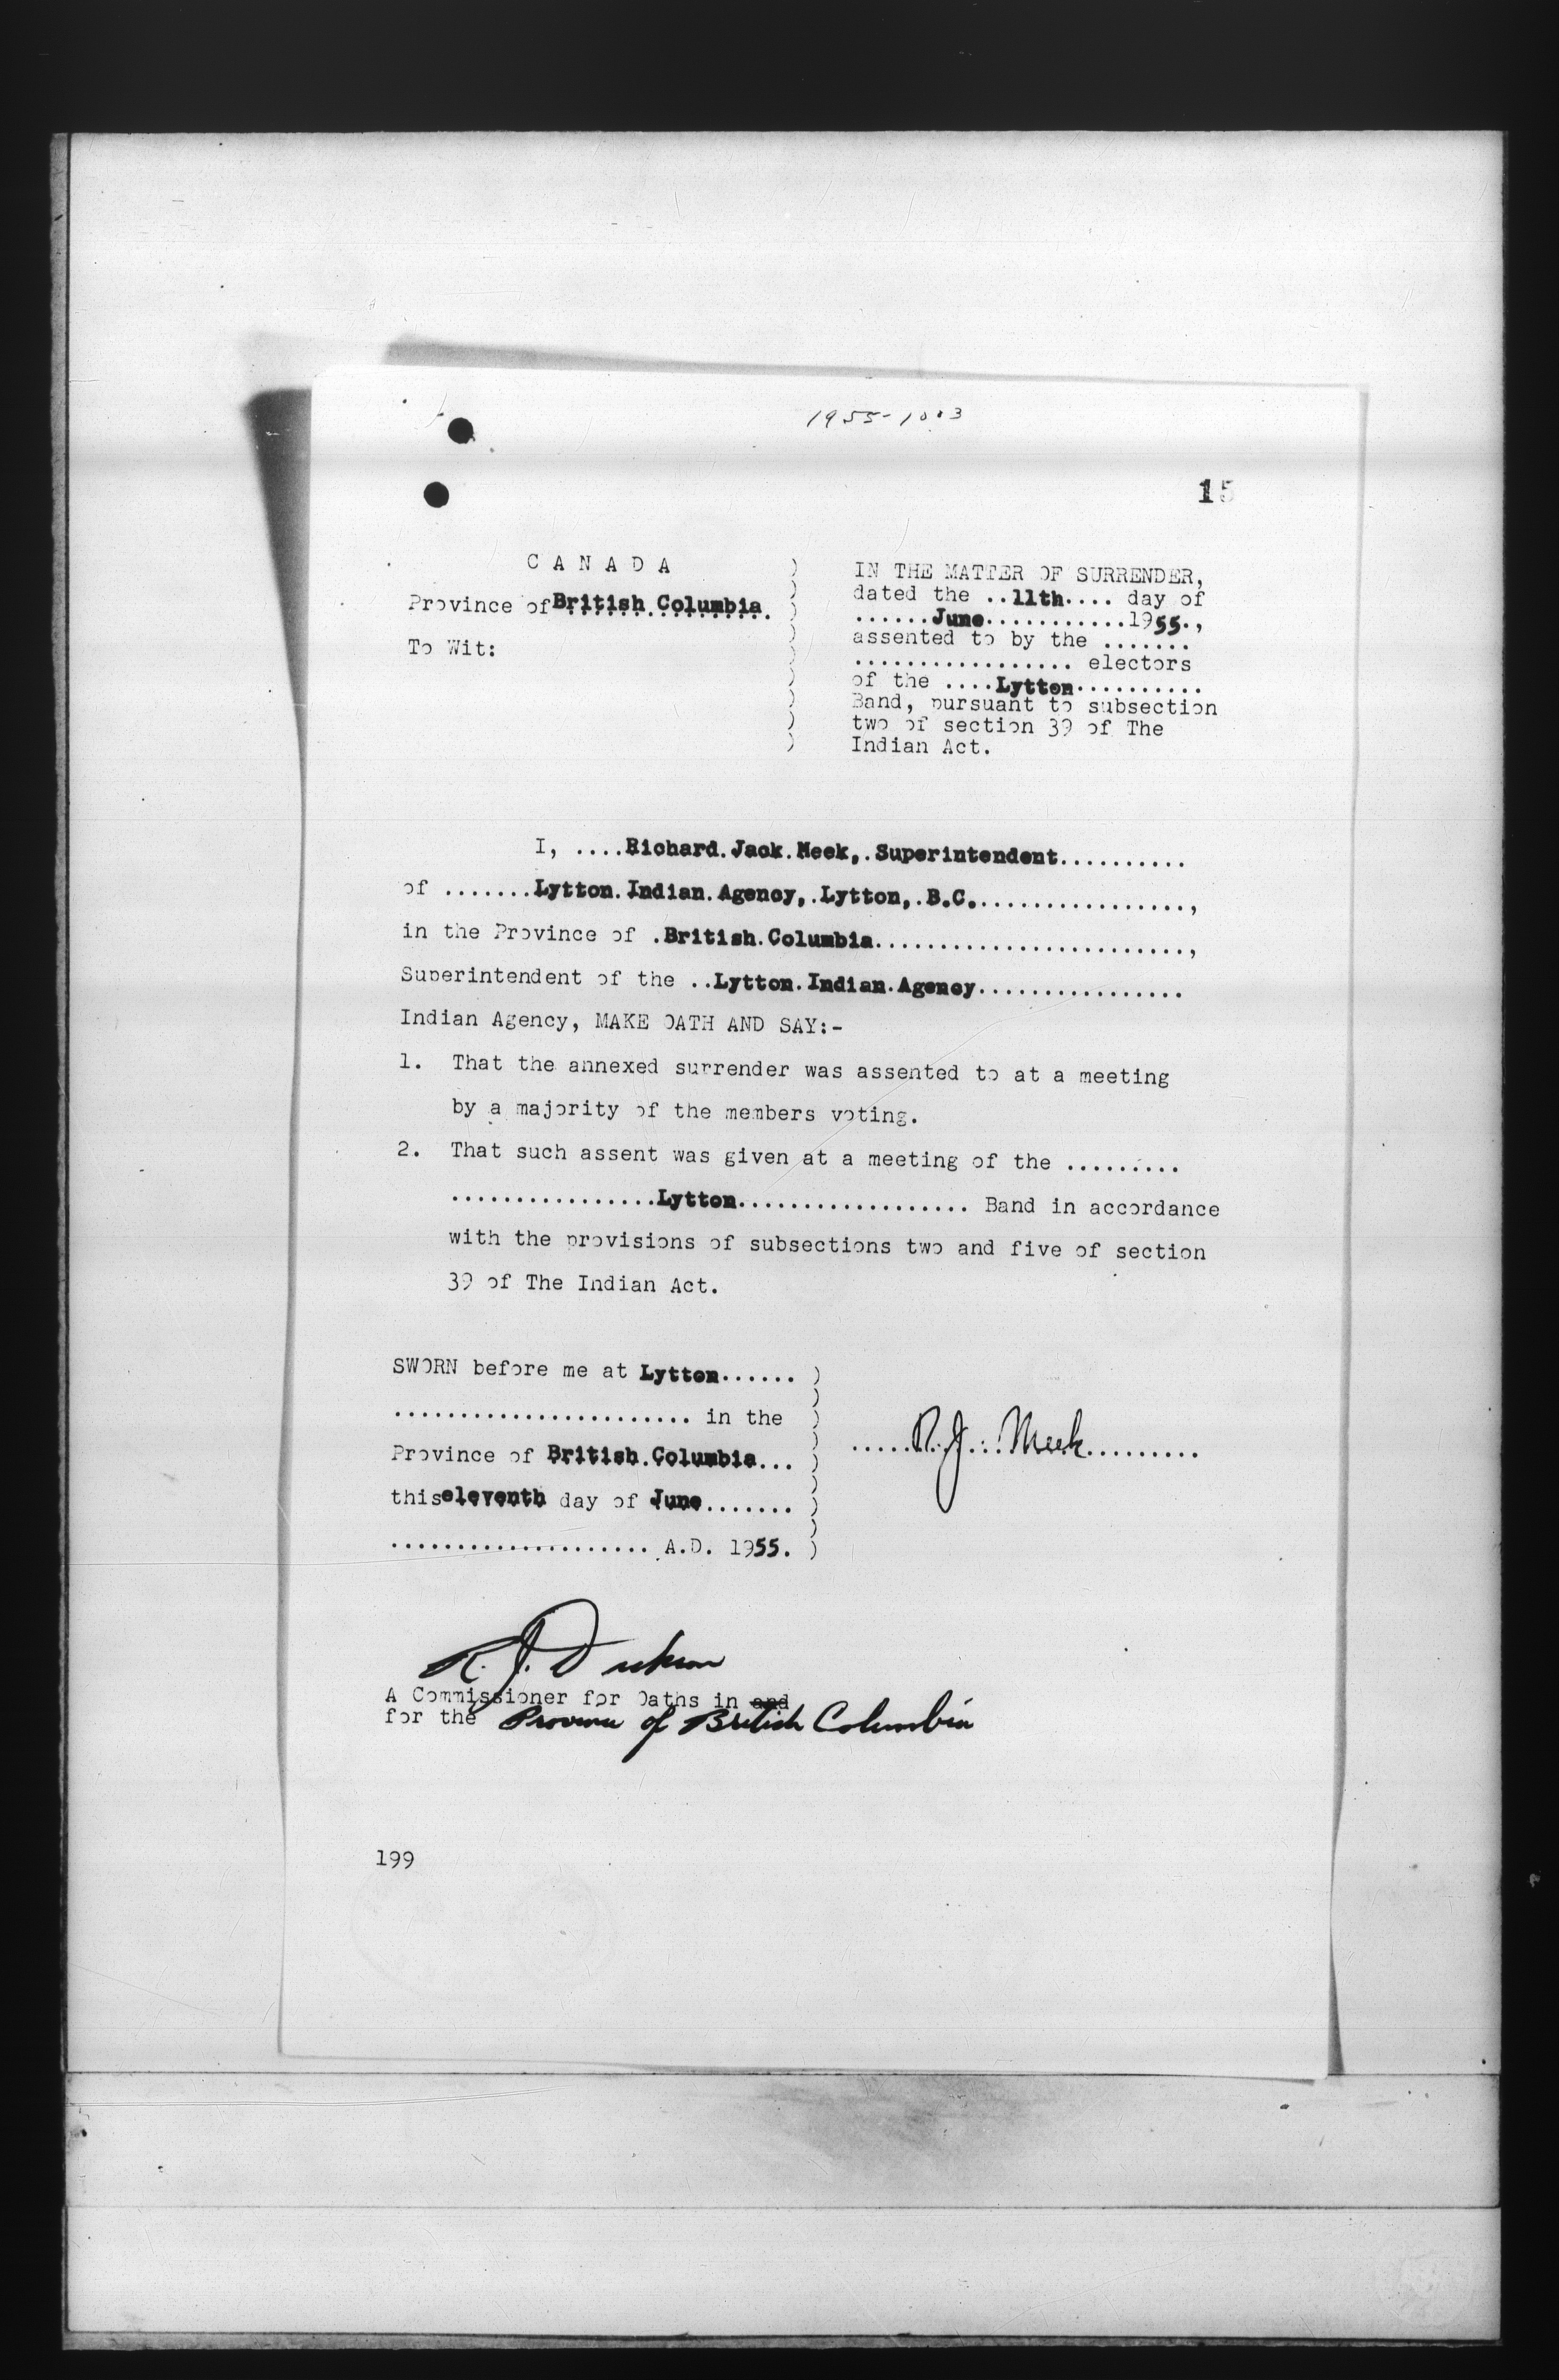 1955-1003
15
C A N A D A
Province of British Columbia
To Wit:
IN THE MATTER OF SURRENDER,
dated the ..11th.... day of
......June...........1955.,
assented to by the .......
................. electors
of the ....Lytton..........
Band, pursuant to subsection
two of section 39 of The
Indian Act.
I, ....Richard.Jack.Meek,.Superintendent..........
of .......Lytton.Indian.Agency,.Lytton,.B.C.................,
in the Province of .British.Columbia........................,
Superintendent of the ..Lytton.Indian.Agency................
Indian Agency, MAKE OATH AND SAY:-
1. That the annexed surrender was assented to at a meeting
by a majority of the members voting.
2. That such assent was given at a meeting of the .........
................Lytton.................. Band in accordance
with the provisions of subsections two and five of section
39 of The Indian Act.
SWORN before me at Lytton......
....................... in the
Province of British.Columbia...
this eleventh day of June.......
.................... A.D. 1955.
.....R.J. Meek.........
R. J. Dickson
A Commissioner for Oaths in and
for the Province of British Columbia
199